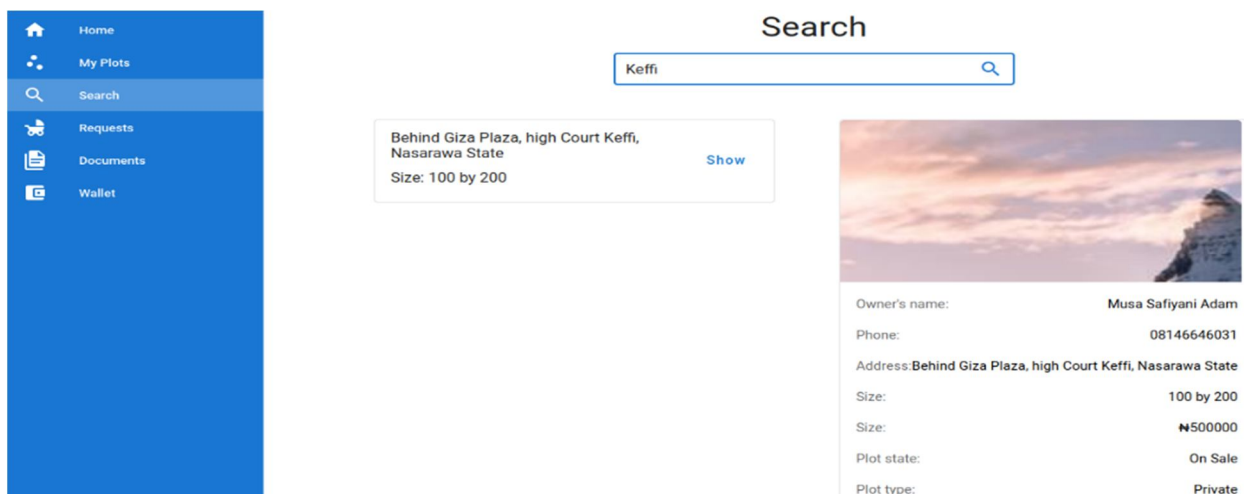 Home
My Plots
Search
Requests
Documents
Wallet
Search
Keffi
Behind Giza Plaza, high Court Keffi,
Nasarawa State
Show
Size: 100 by 200
Owner's name: Musa Safiyani Adam
Phone: 08146646031
Address:Behind Giza Plaza, high Court Keffi, Nasarawa State
Size: 100 by 200
Size: ₦500000
Plot state: On Sale
Plot type: Private